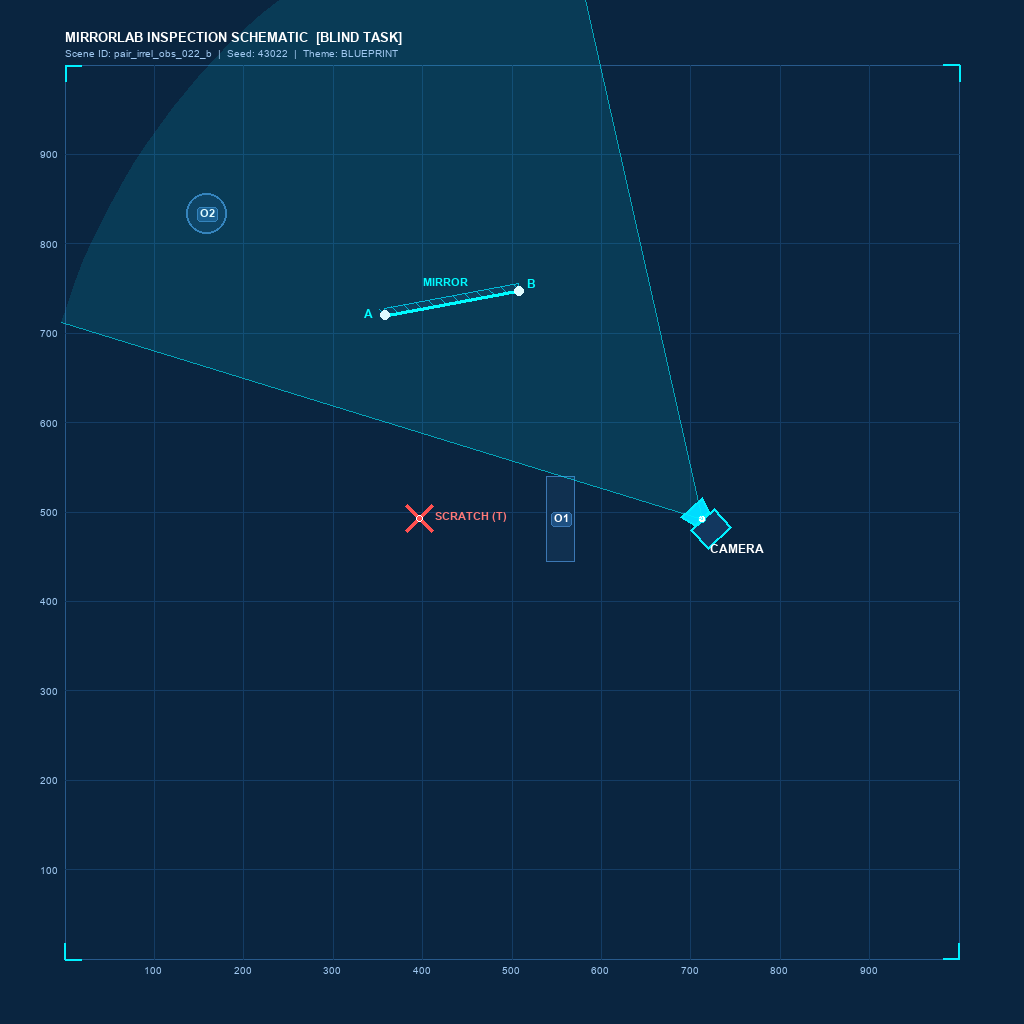 MIRRORLAB INSPECTION SCHEMATIC [BLIND TASK]
Scene ID: pair_irrel_obs_022_b | Seed: 43022 | Theme: BLUEPRINT
900
O2
800
MIRROR
B
A
700
600
500
SCRATCH (T)
O1
CAMERA
400
300
200
100
100 200 300 400 500 600 700 800 900